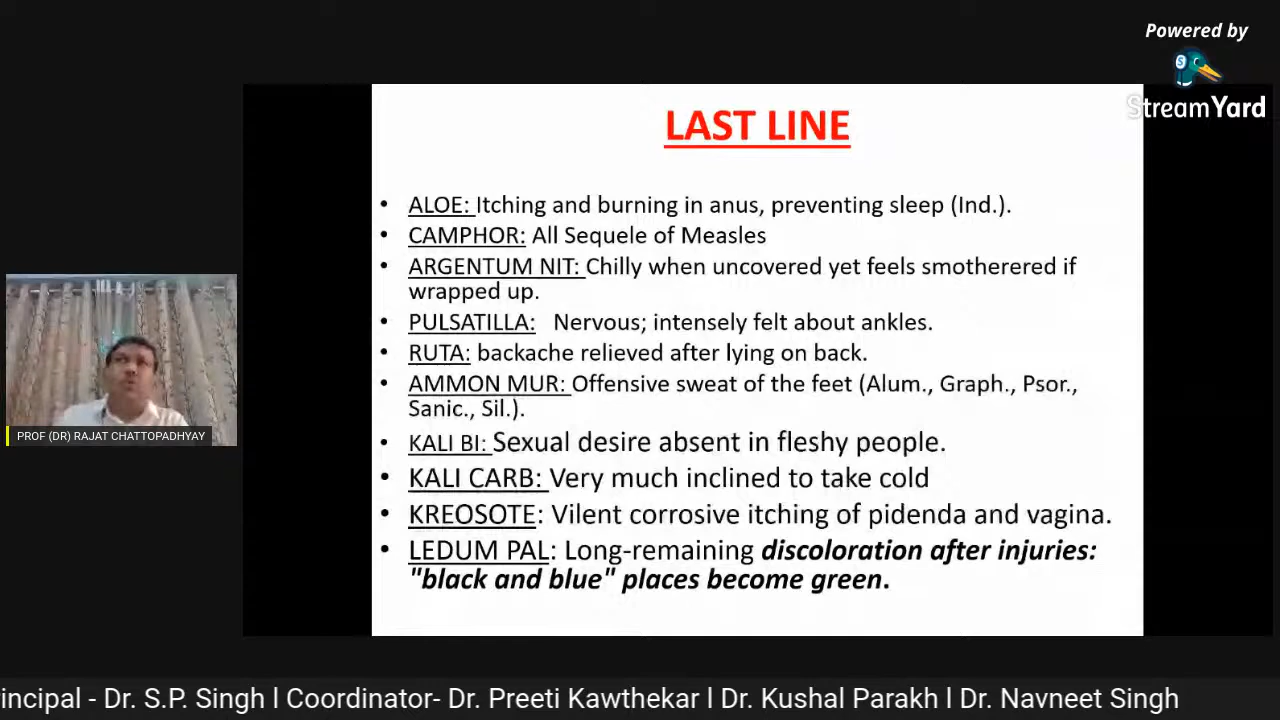 Powered by
StreamYard
LAST LINE
• ALOE: Itching and burning in anus, preventing sleep (Ind.).
• CAMPHOR: All Sequele of Measles
• ARGENTUM NIT: Chilly when uncovered yet feels smotherered if
wrapped up.
• PULSATILLA: Nervous; intensely felt about ankles.
• RUTA: backache relieved after lying on back.
• AMMON MUR: Offensive sweat of the feet (Alum., Graph., Psor.,
Sanic., Sil.).
• KALI BI: Sexual desire absent in fleshy people.
• KALI CARB: Very much inclined to take cold
• KREOSOTE: Vilent corrosive itching of pidenda and vagina.
• LEDUM PAL: Long-remaining discoloration after injuries:
"black and blue" places become green.
PROF (DR) RAJAT CHATTOPADHYAY
rincipal - Dr. S.P. Singh l Coordinator- Dr. Preeti Kawthekar l Dr. Kushal Parakh l Dr. Navneet Singh